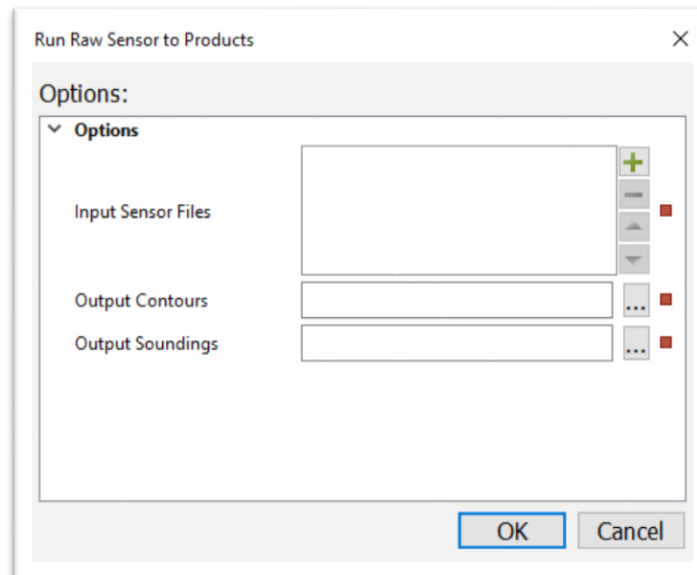 Run Raw Sensor to Products
Options:
Options
Input Sensor Files
Output Contours
...
Output Soundings
...
OK
Cancel